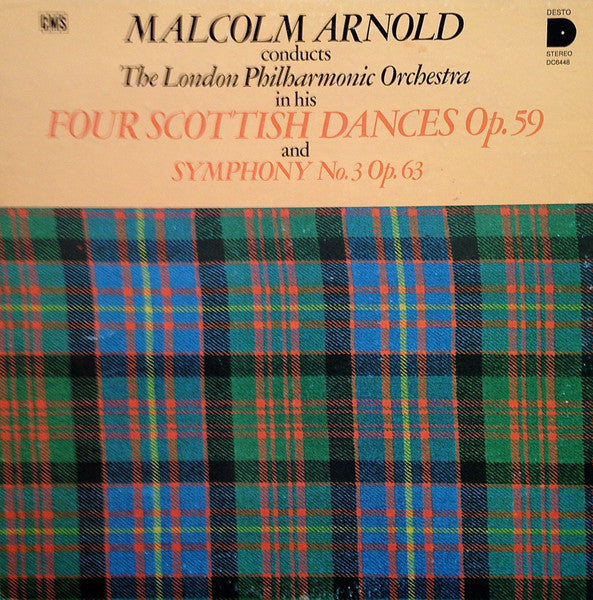 CMS
MALCOLM ARNOLD
conducts
The London Philharmonic Orchestra
in his
FOUR SCOTTISH DANCES Op. 59
and
SYMPHONY No. 3 Op. 63
DESTO
D
STEREO
DC6448